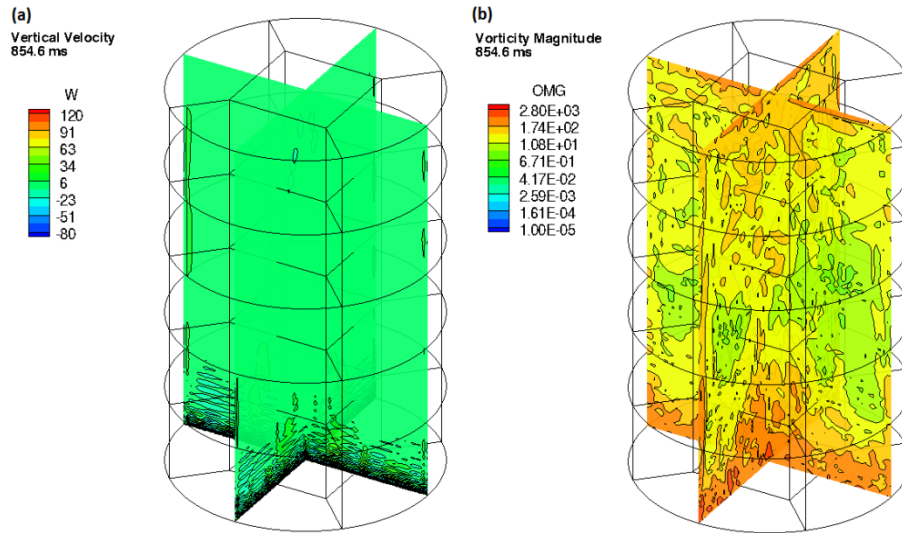 (a)
Vertical Velocity
854.6 ms
W
120
91
63
34
6
-23
-51
-80
(b)
Vorticity Magnitude
854.6 ms
OMG
2.80E+03
1.74E+02
1.08E+01
6.71E-01
4.17E-02
2.59E-03
1.61E-04
1.00E-05